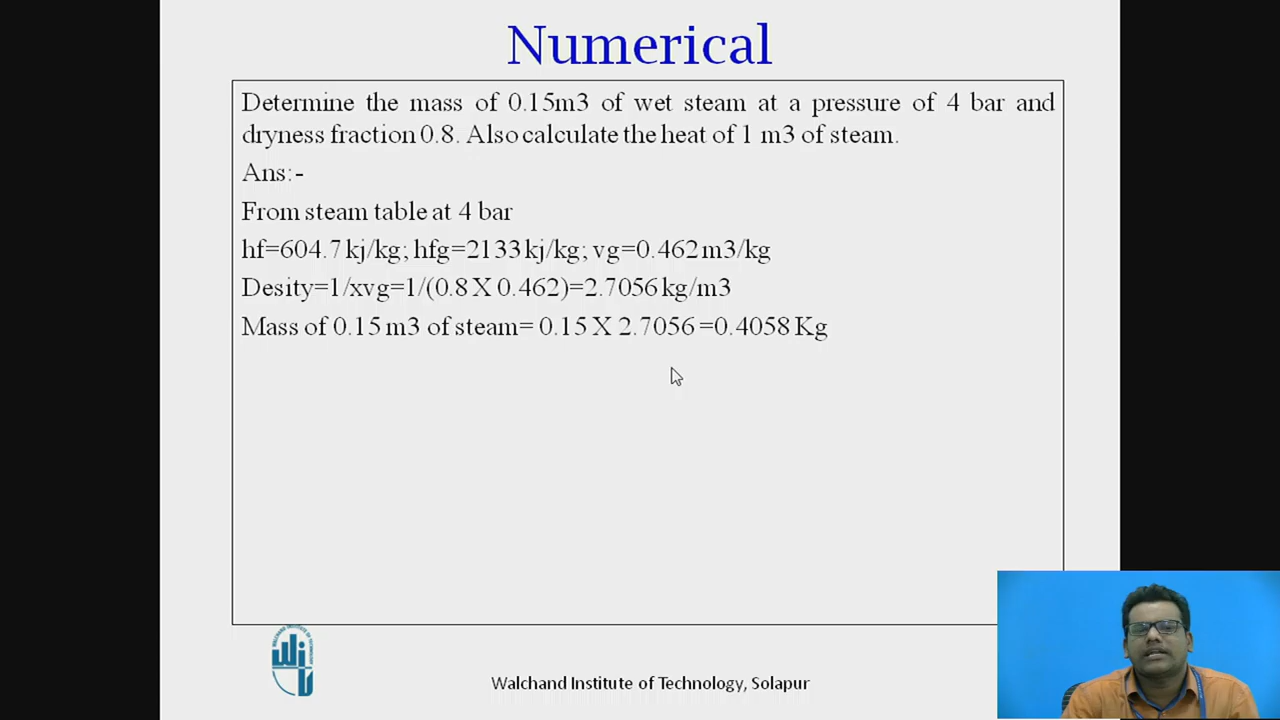 Numerical
Determine the mass of 0.15m3 of wet steam at a pressure of 4 bar and
dryness fraction 0.8. Also calculate the heat of 1 m3 of steam.
Ans:-
From steam table at 4 bar
hf=604.7 kj/kg; hfg=2133 kj/kg; vg=0.462 m3/kg
Desity=1/xvg=1/(0.8 X 0.462)=2.7056 kg/m3
Mass of 0.15 m3 of steam= 0.15 X 2.7056 =0.4058 Kg
Walchand Institute of Technology, Solapur